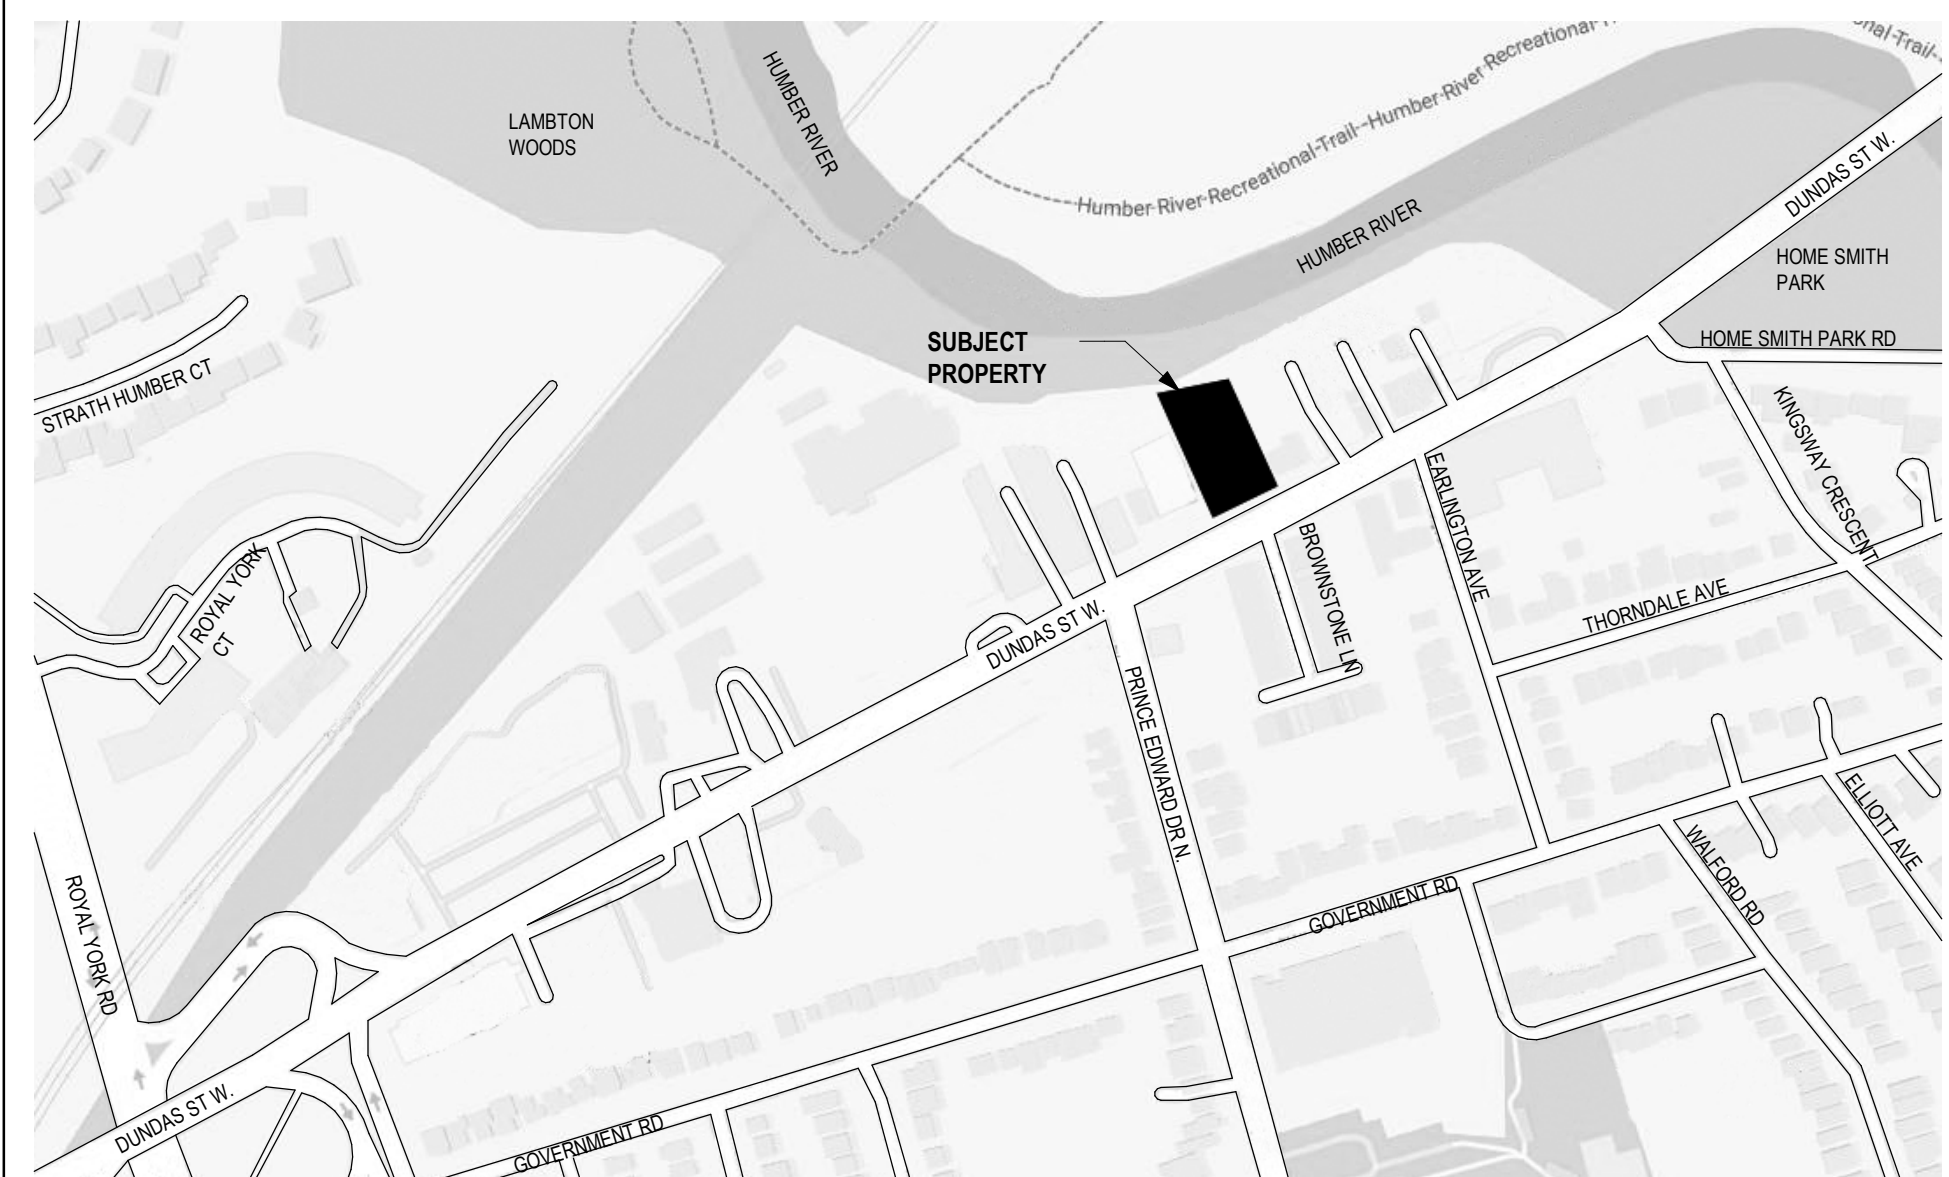 LAMBTON
WOODS
HUMBER RIVER
Humber-River-Recreational-Trail--Humber-River Recreational
nal-Trail-
HUMBER RIVER
DUNDAS ST W.
HOME SMITH
PARK
HOME SMITH PARK RD
SUBJECT
PROPERTY
STRATH HUMBER CT
KINGSWAY CRESCENT
EARLINGTON AVE
BROWNSTONE LN
THORNDALE AVE
ROYAL YORK
CT
DUNDAS ST W.
PRINCE EDWARD DR N.
ELLIOTT AVE
WALFORD RD
GOVERNMENT RD
ROYAL YORK RD
DUNDAS ST W.
GOVERNMENT RD